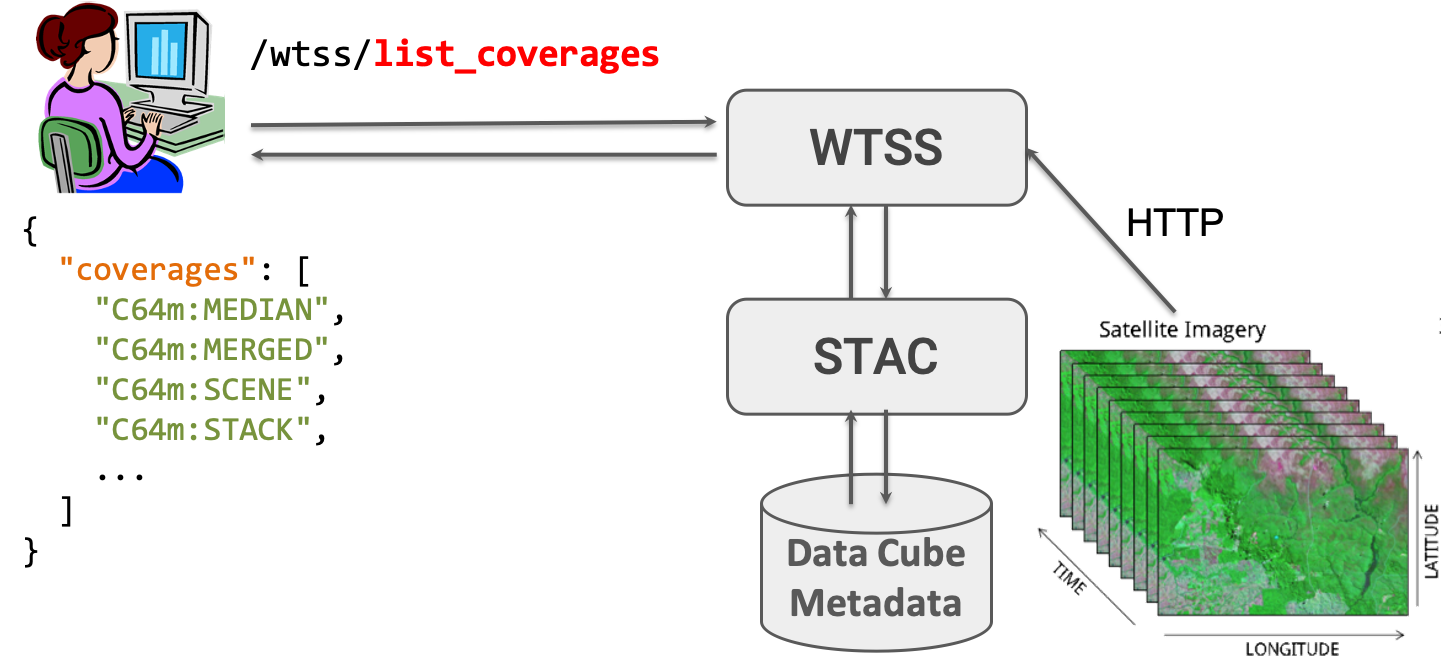 /wtss/list_coverages
WTSS
HTTP
{
"coverages": [
"C64m:MEDIAN",
"C64m:MERGED",
"C64m:SCENE",
"C64m:STACK",
...
]
}
STAC
Data Cube
Metadata
Satellite Imagery
TIME
LATITUDE
LONGITUDE